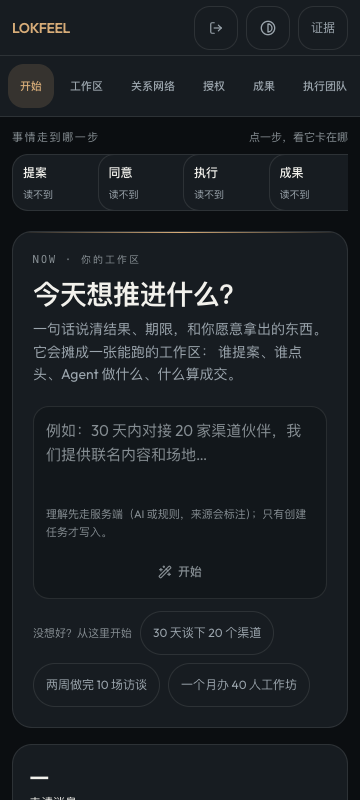 LOKFEEL
证据
开始 工作区 关系网络 授权 成果 执行团队
事情走到哪一步 点一步，看它卡在哪
提案 同意 执行 成果
读不到 读不到 读不到 读不到
NOW · 你的工作区
今天想推进什么？
一句话说清结果、期限，和你愿意拿出的东西。
它会摊成一张能跑的工作区： 谁提案、谁点
头、Agent 做什么、什么算成交。
例如：30 天内对接 20 家渠道伙伴，我
们提供联名内容和场地…
理解先走服务端（AI 或规则，来源会标注）；只有创建
任务才写入。
开始
没想好？从这里开始 30 天谈下 20 个渠道
两周做完 10 场访谈 一个月办 40 人工作坊
—